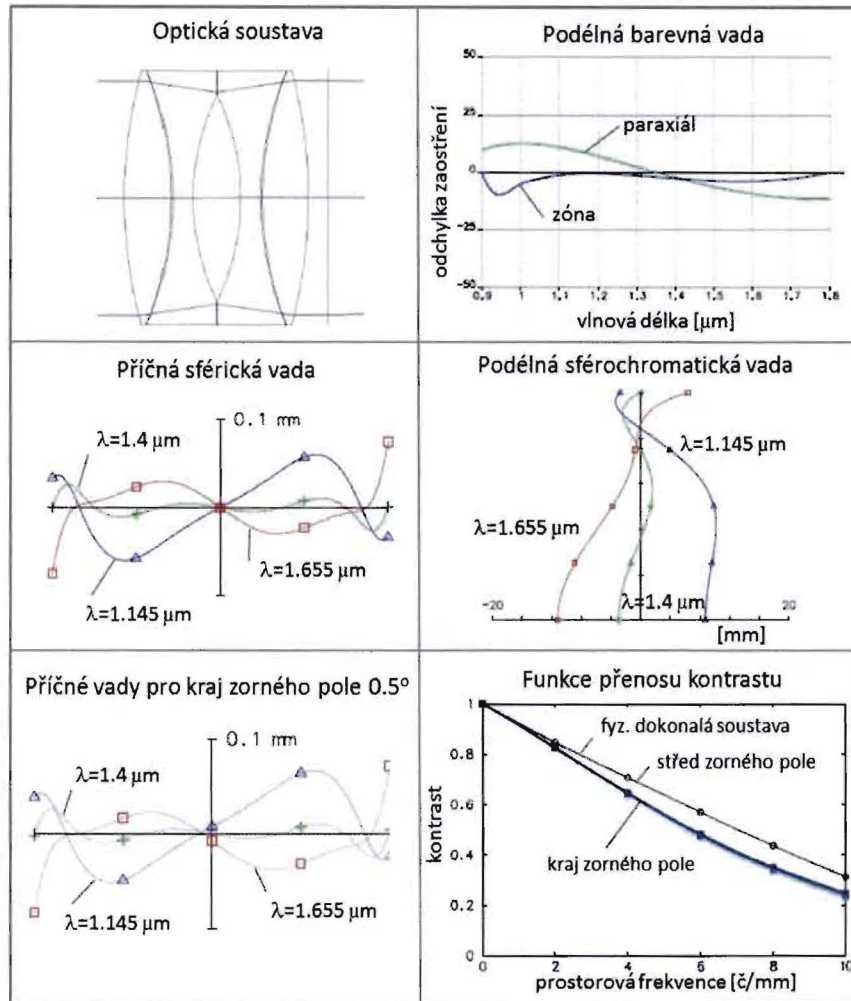 Optická soustava
Podélná barevná vada
50
25
0
-25
-50
odchylka zaostření
paraxiál
zóna
0.9 1 1.1 1.2 1.3 1.4 1.5 1.6 1.7 1.8
vlnová délka [μm]
Příčná sférická vada
0.1 mm
λ=1.4 μm
λ=1.655 μm
λ=1.145 μm
Podélná sférochromatická vada
λ=1.145 μm
λ=1.655 μm
λ=1.4 μm
-20
20
[mm]
Příčné vady pro kraj zorného pole 0.5°
0.1 mm
λ=1.4 μm
λ=1.655 μm
λ=1.145 μm
Funkce přenosu kontrastu
1
0.8
0.6
0.4
0.2
0
kontrast
fyz. dokonalá soustava
střed zorného pole
kraj zorného pole
0 2 4 6 8 10
prostorová frekvence [č/mm]